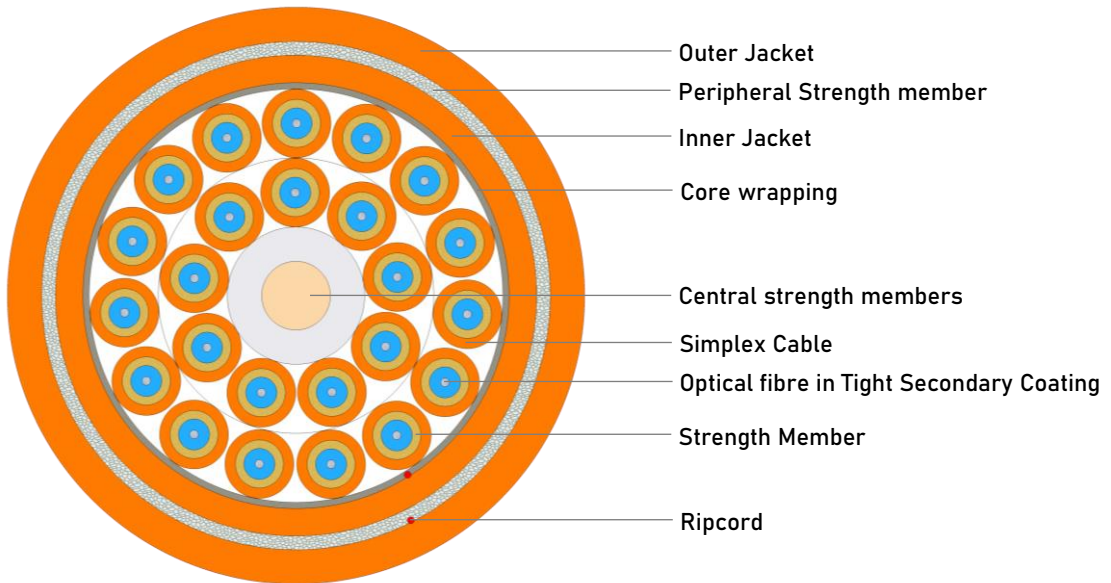 Outer Jacket
Peripheral Strength member
Inner Jacket
Core wrapping
Central strength members
Simplex Cable
Optical fibre in Tight Secondary Coating
Strength Member
Ripcord